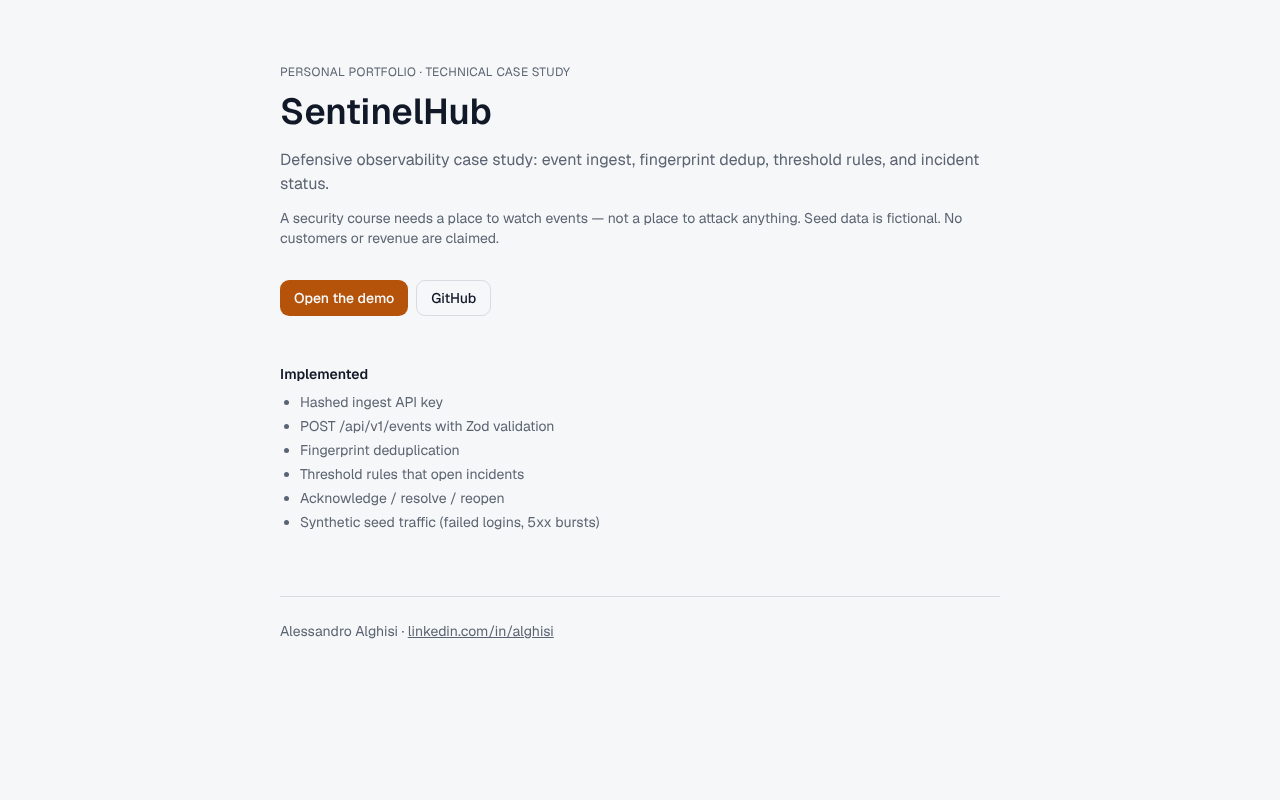 PERSONAL PORTFOLIO · TECHNICAL CASE STUDY
SentinelHub
Defensive observability case study: event ingest, fingerprint dedup, threshold rules, and incident
status.
A security course needs a place to watch events — not a place to attack anything. Seed data is fictional. No
customers or revenue are claimed.
Open the demo
GitHub
Implemented
Hashed ingest API key
POST /api/v1/events with Zod validation
Fingerprint deduplication
Threshold rules that open incidents
Acknowledge / resolve / reopen
Synthetic seed traffic (failed logins, 5xx bursts)
Alessandro Alghisi · linkedin.com/in/alghisi